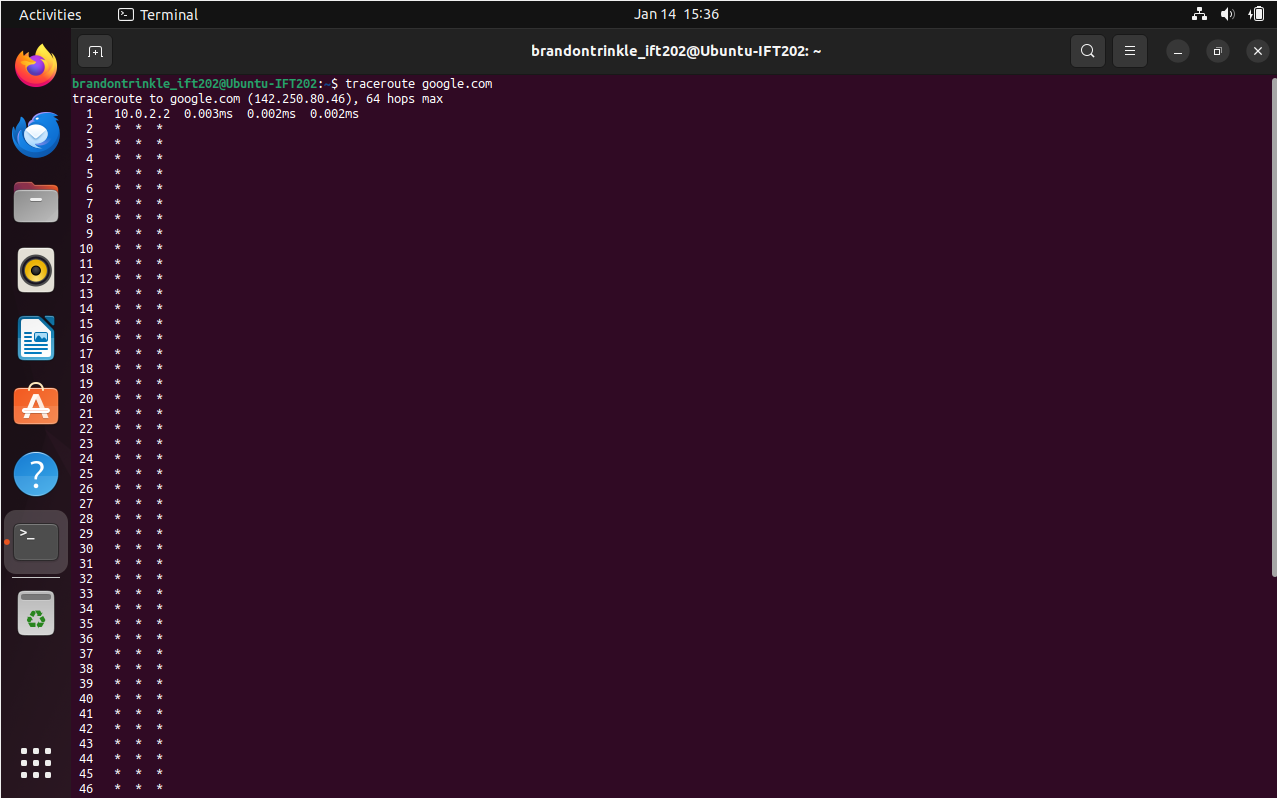 Activities Terminal Jan 14 15:36
brandontrinkle_ift202@Ubuntu-IFT202: ~
brandontrinkle_ift202@Ubuntu-IFT202:~$ traceroute google.com
traceroute to google.com (142.250.80.46), 64 hops max
1 10.0.2.2 0.003ms 0.002ms 0.002ms
2 * * *
3 * * *
4 * * *
5 * * *
6 * * *
7 * * *
8 * * *
9 * * *
10 * * *
11 * * *
12 * * *
13 * * *
14 * * *
15 * * *
16 * * *
17 * * *
18 * * *
19 * * *
20 * * *
21 * * *
22 * * *
23 * * *
24 * * *
25 * * *
26 * * *
27 * * *
28 * * *
29 * * *
30 * * *
31 * * *
32 * * *
33 * * *
34 * * *
35 * * *
36 * * *
37 * * *
38 * * *
39 * * *
40 * * *
41 * * *
42 * * *
43 * * *
44 * * *
45 * * *
46 * * *